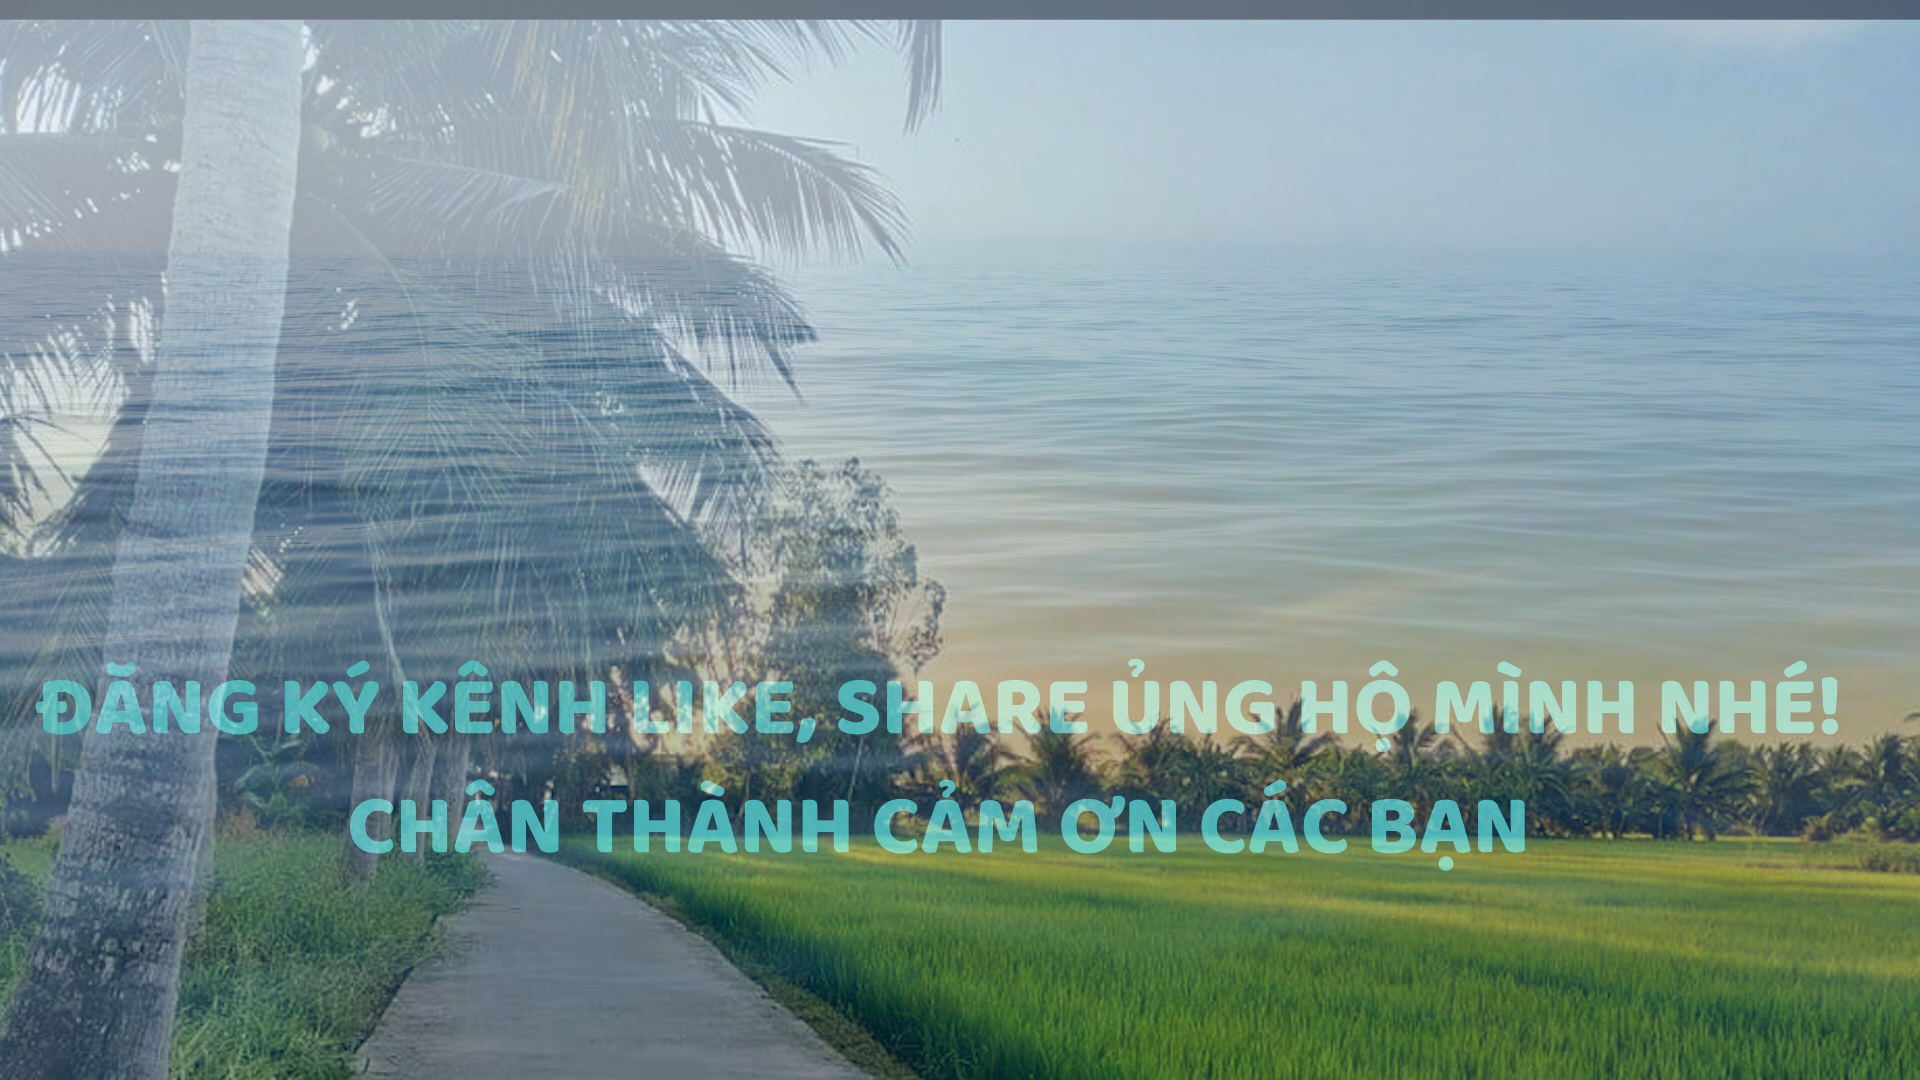 ĐĂNG KÝ KÊNH LIKE, SHARE ỦNG HỘ MÌNH NHÉ!
CHÂN THÀNH CẢM ƠN CÁC BẠN